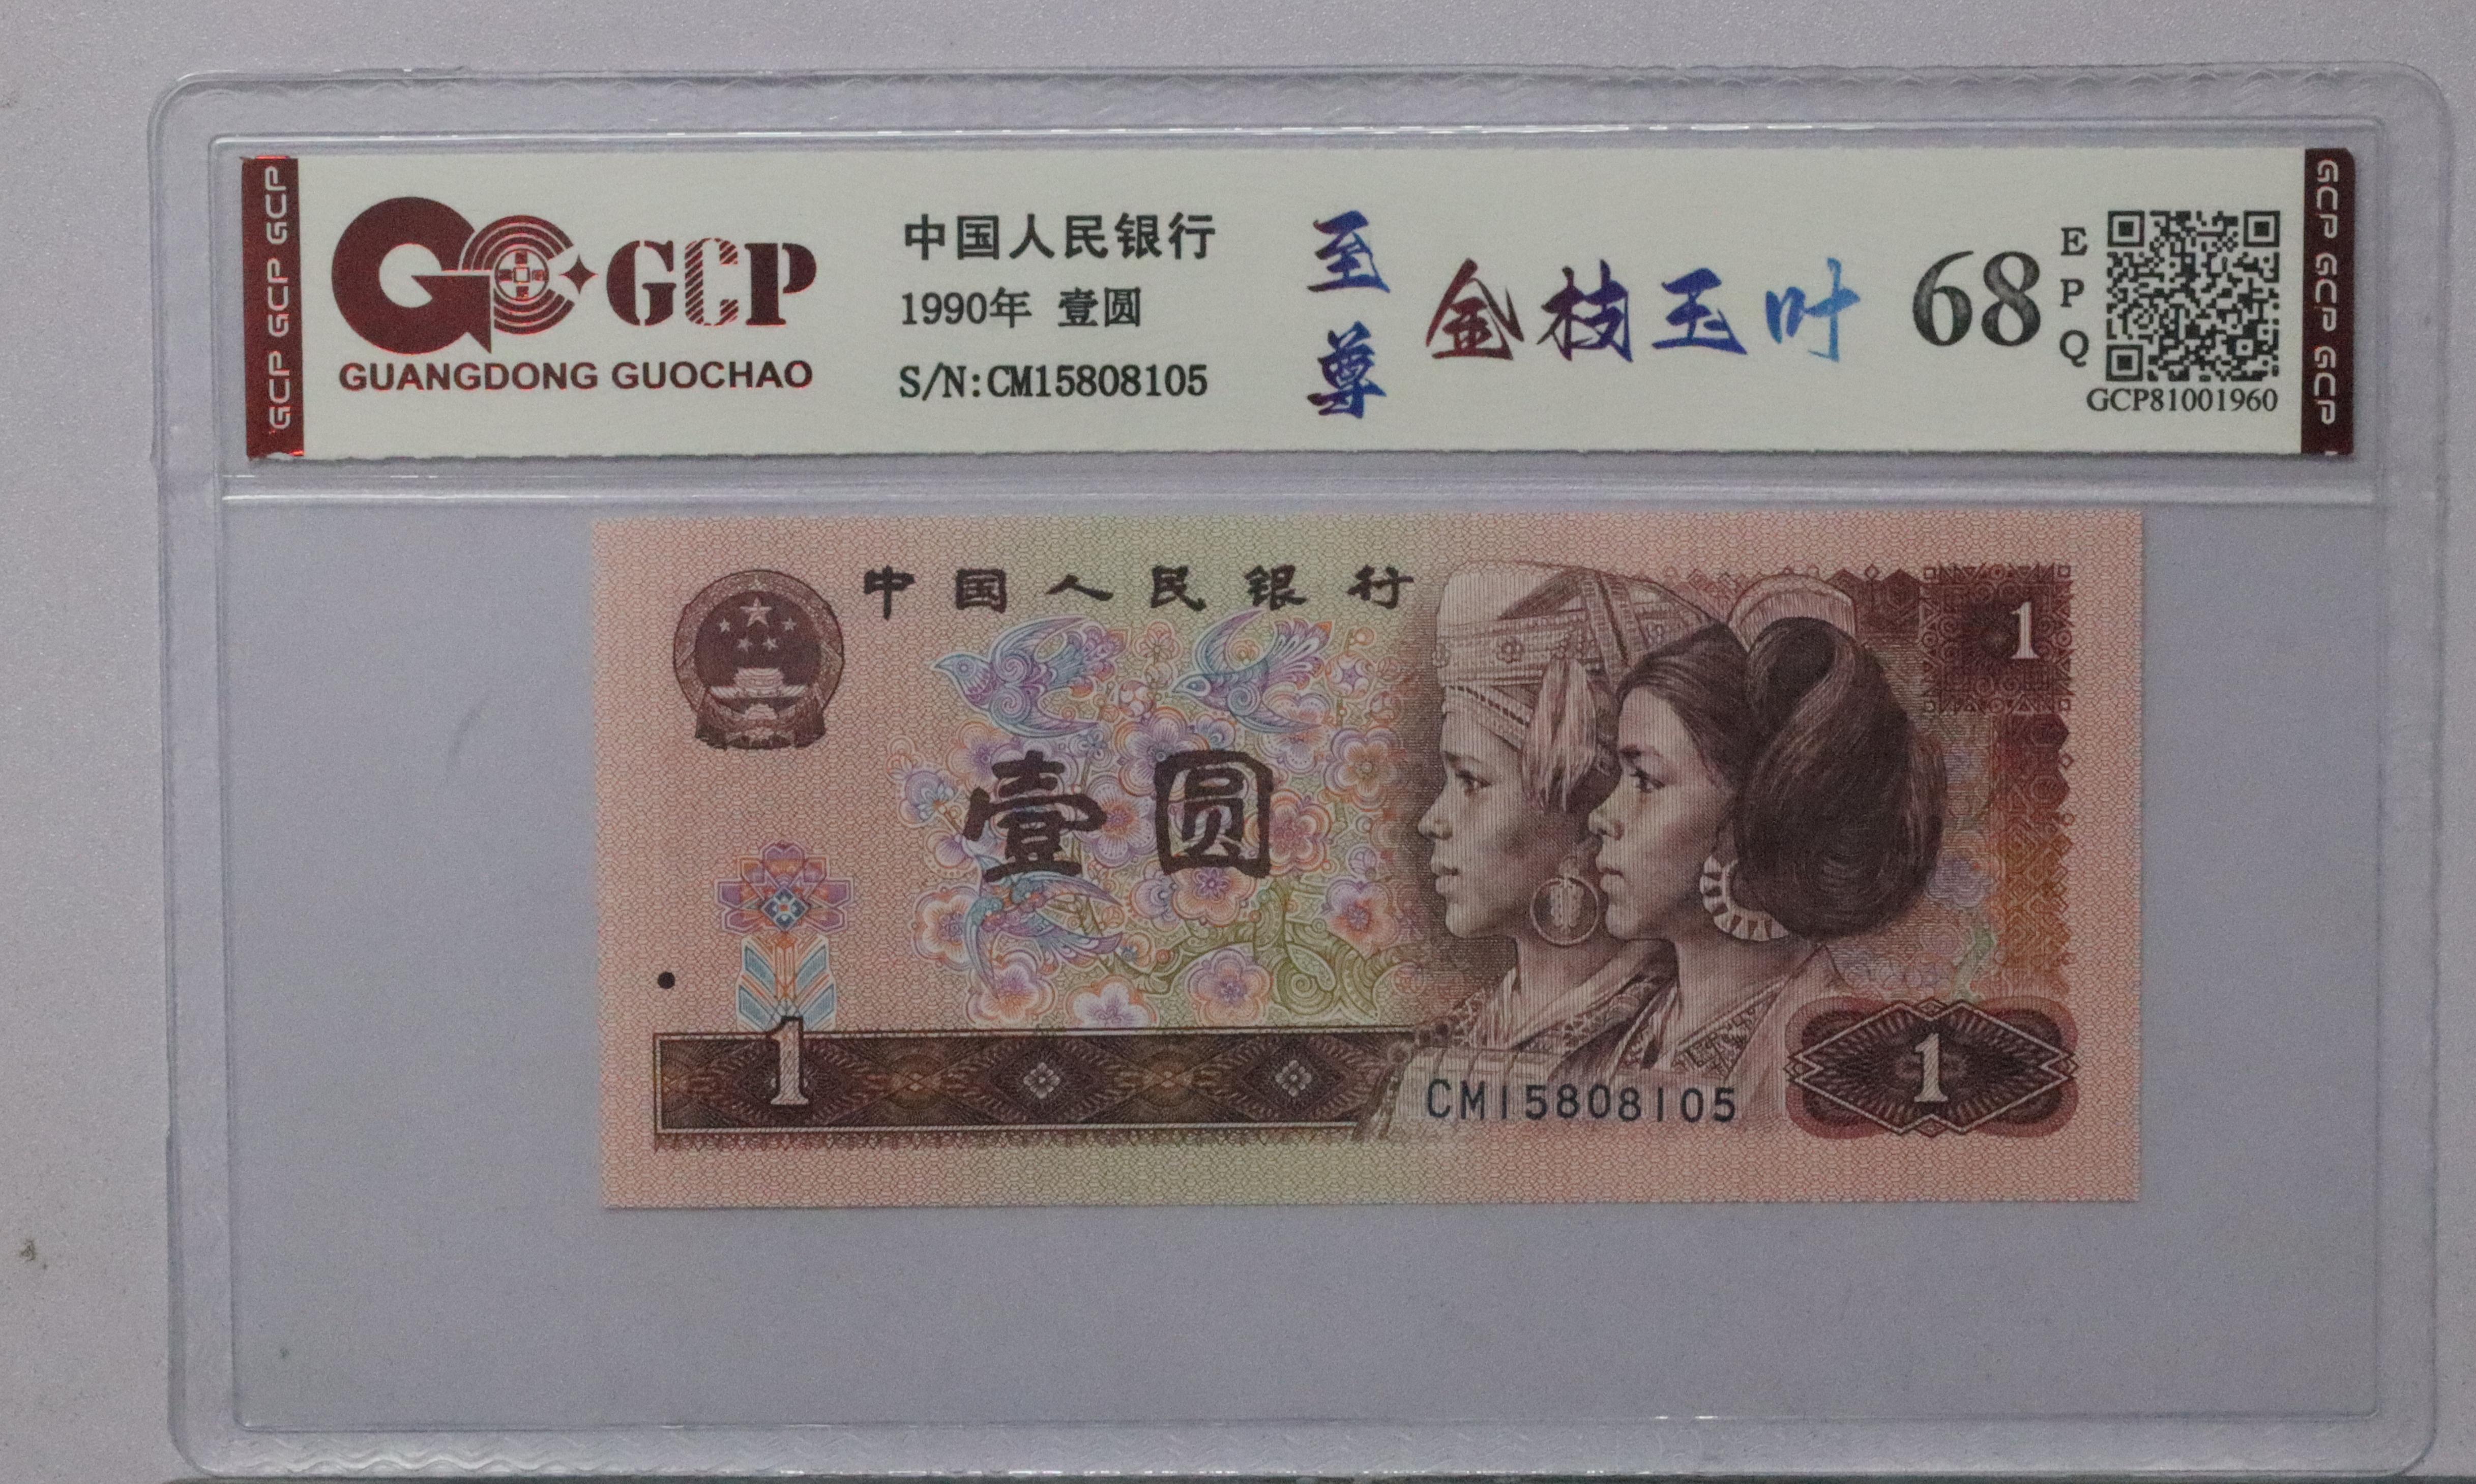 GCP GCP GCP
GCP
GUANGDONG GUOCHAO
中国人民银行
1990年 壹圆
S/N:CM15808105
至尊
金枝玉叶
68
EPQ
GCP81001960
GCP GCP GCP
中国人民银行
1
壹圆
1
CM15808105
1